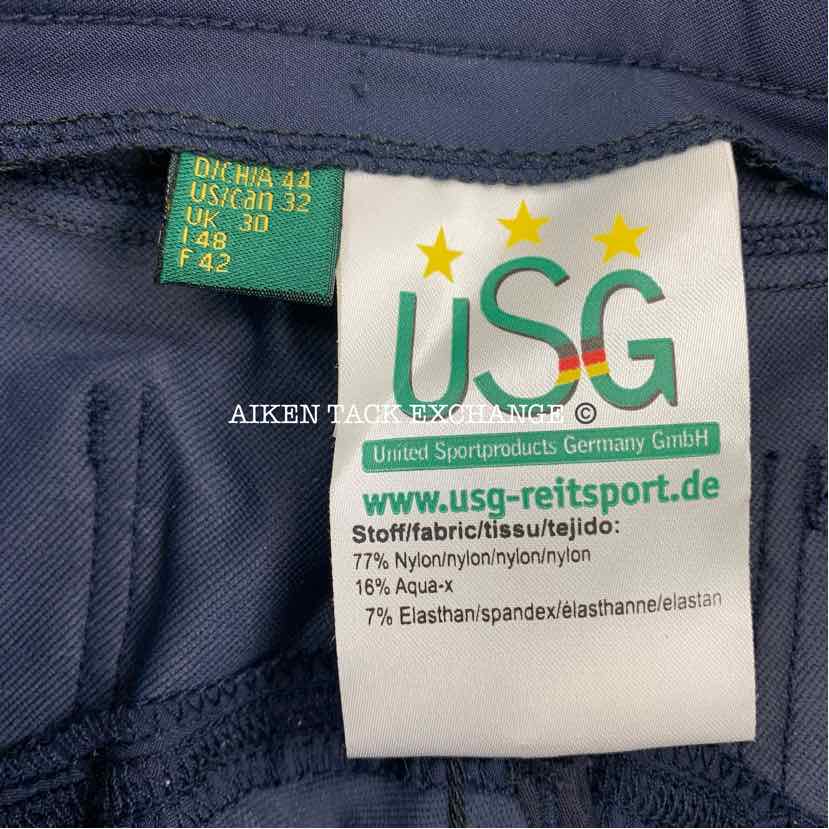 D/CH/A 44
US/can 32
UK 30
I 48
F 42
USG
AIKEN TACK EXCHANGE ©
United Sportproducts Germany GmbH
www.usg-reitsport.de
Stoff/fabric/tissu/tejido:
77% Nylon/nylon/nylon/nylon
16% Aqua-x
7% Elasthan/spandex/élasthanne/elastan